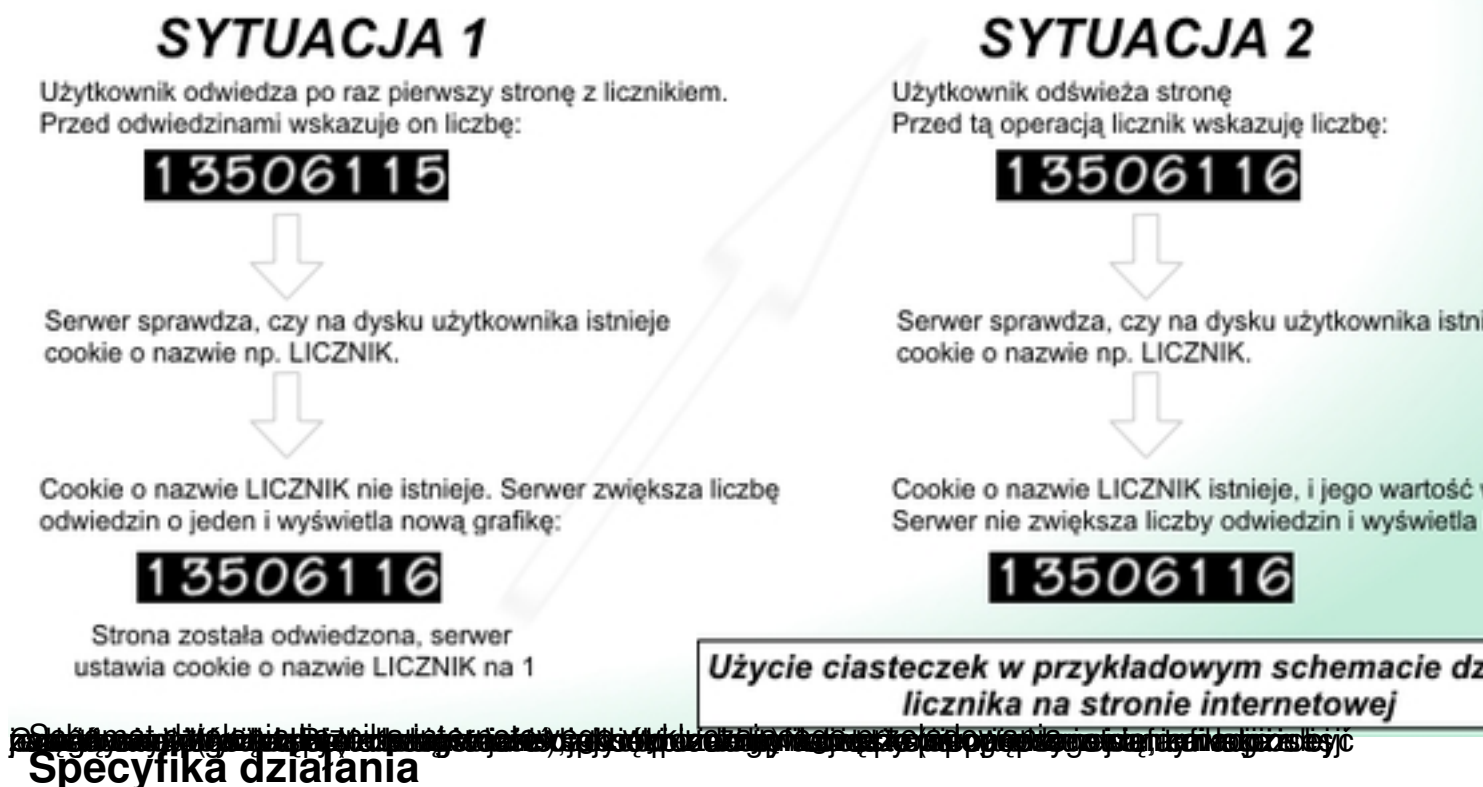 SYTUACJA 1
Użytkownik odwiedza po raz pierwszy stronę z licznikiem.
Przed odwiedzinami wskazuje on liczbę:
13506115
Serwer sprawdza, czy na dysku użytkownika istnieje
cookie o nazwie np. LICZNIK.
Cookie o nazwie LICZNIK nie istnieje. Serwer zwiększa liczbę
odwiedzin o jeden i wyświetla nową grafikę:
13506116
Strona została odwiedzona, serwer
ustawia cookie o nazwie LICZNIK na 1
SYTUACJA 2
Użytkownik odświeża stronę
Przed tą operacją licznik wskazuję liczbę:
13506116
Serwer sprawdza, czy na dysku użytkownika istni
cookie o nazwie np. LICZNIK.
Cookie o nazwie LICZNIK istnieje, i jego wartość
Serwer nie zwiększa liczby odwiedzin i wyświetla
13506116
Użycie ciasteczek w przykładowym schemacie dz
licznika na stronie internetowej
Specyfika działania